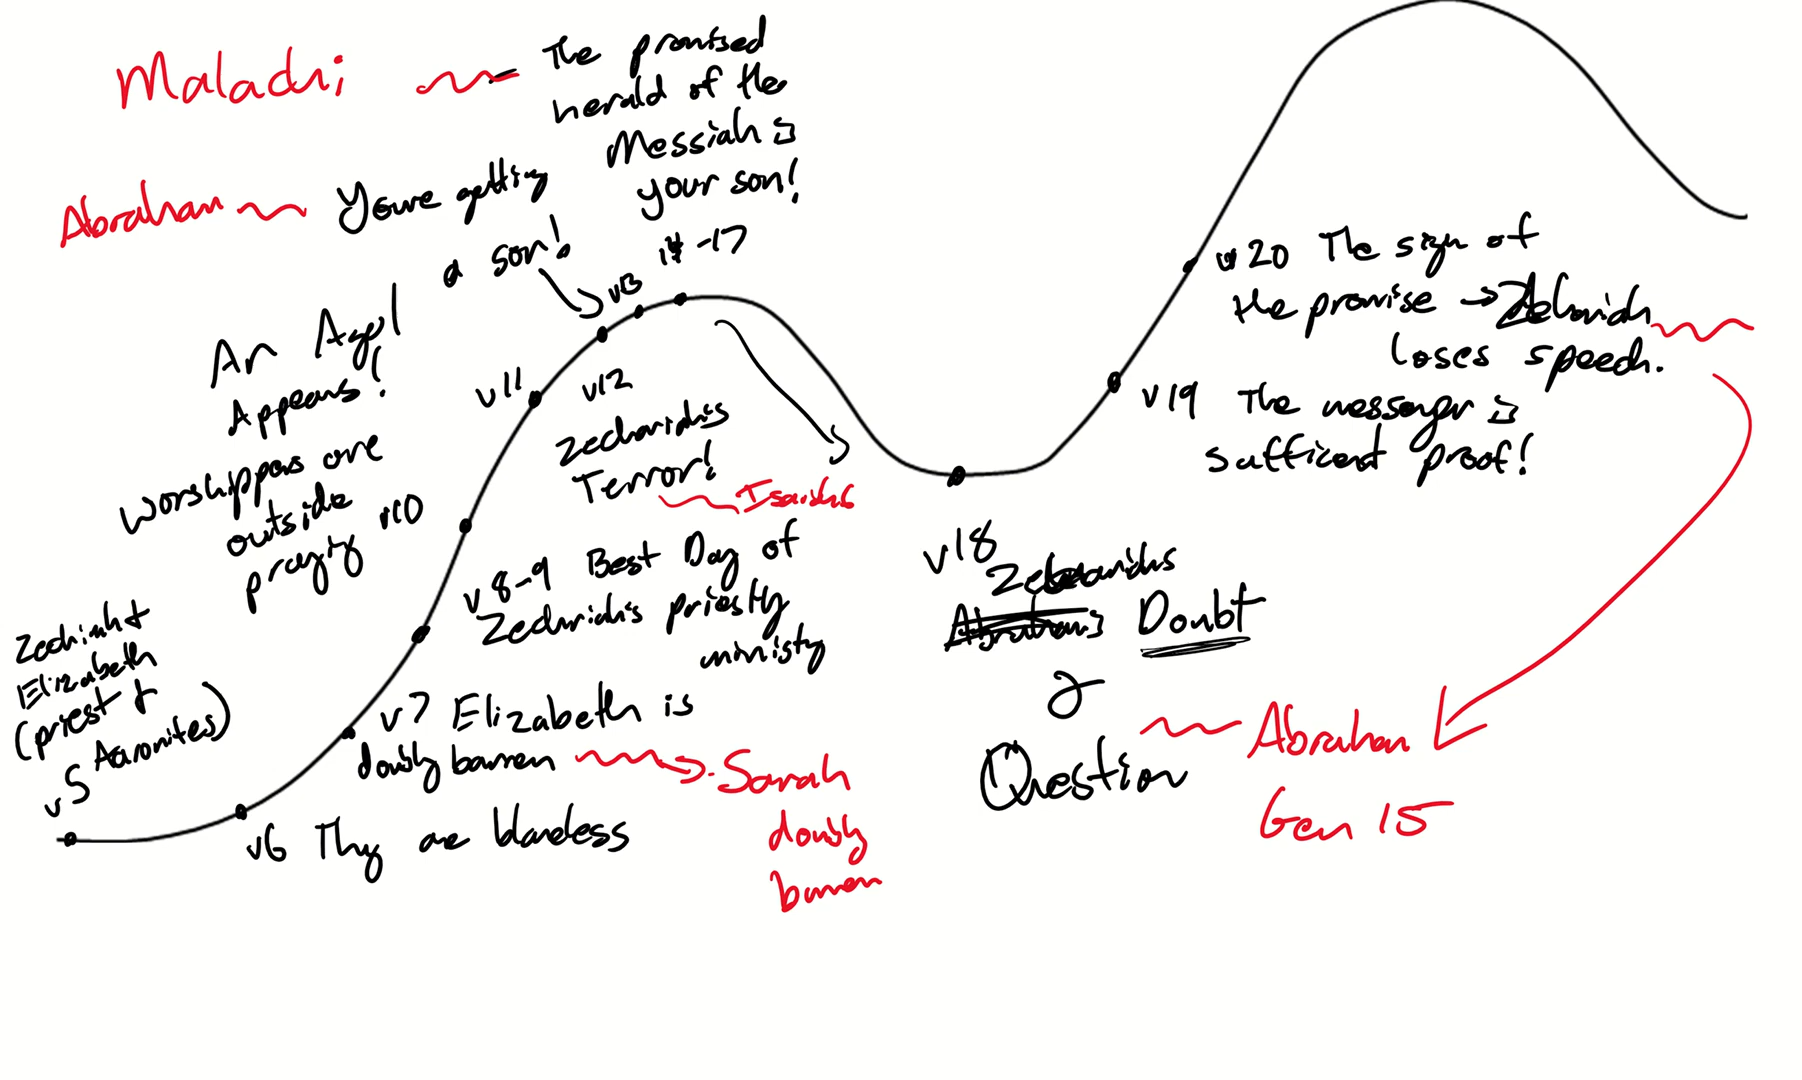 Malachi
The promised
herald of the
Messiah is
your son!
Abraham
You're getting
a son!
14-17
v13
An Angel
Appears!
v11
v12
Zechariah's
Terror!
Isaiah 6
worshippers are
outside
praying v10
v8-9 Best Day of
Zechariah's priestly
ministry
Zechariah &
Elizabeth
(priest &
Aaronites)
v5
v7 Elizabeth is
doubly barren
Sarah
doubly
barren
v6 They are blameless
v18
Zechariah's
Doubt
&
Question
Abraham
Gen 15
v20 The sign of
the promise → Zechariah
loses speech.
v19 The messenger is
sufficient proof!